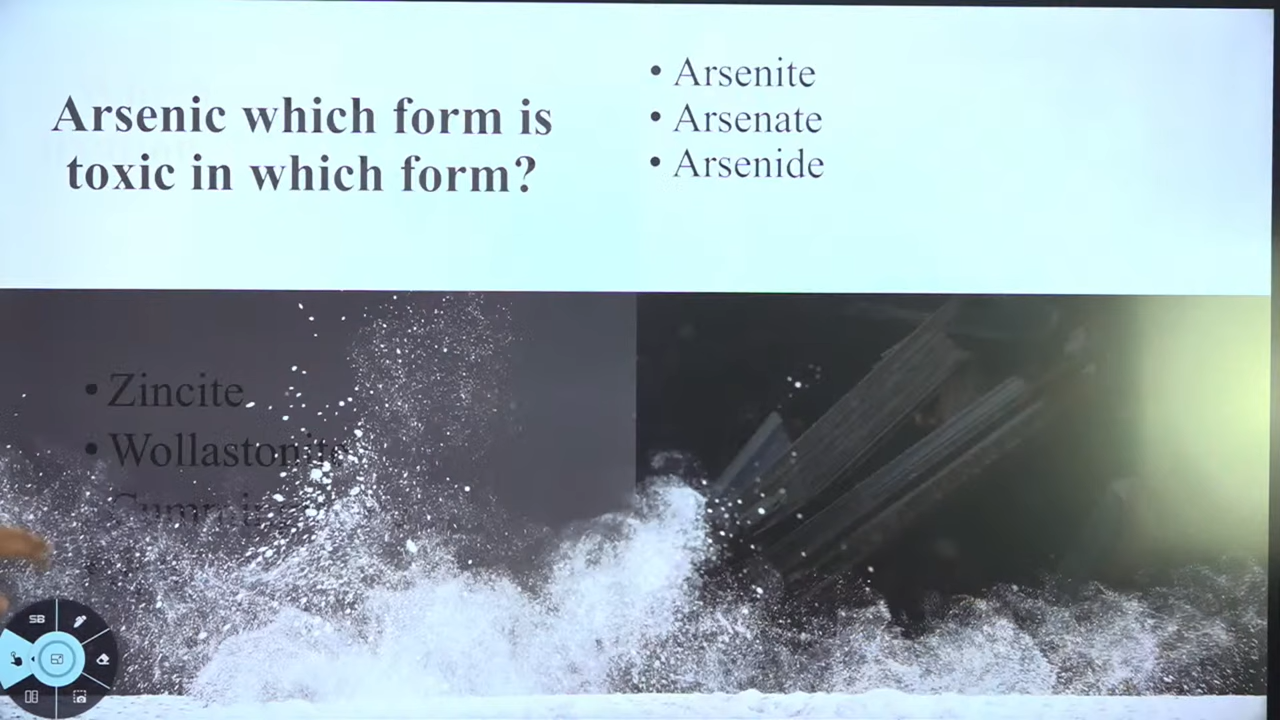 Arsenic which form is
toxic in which form?
• Arsenite
• Arsenate
• Arsenide
• Zincite
• Wollastonite
SB